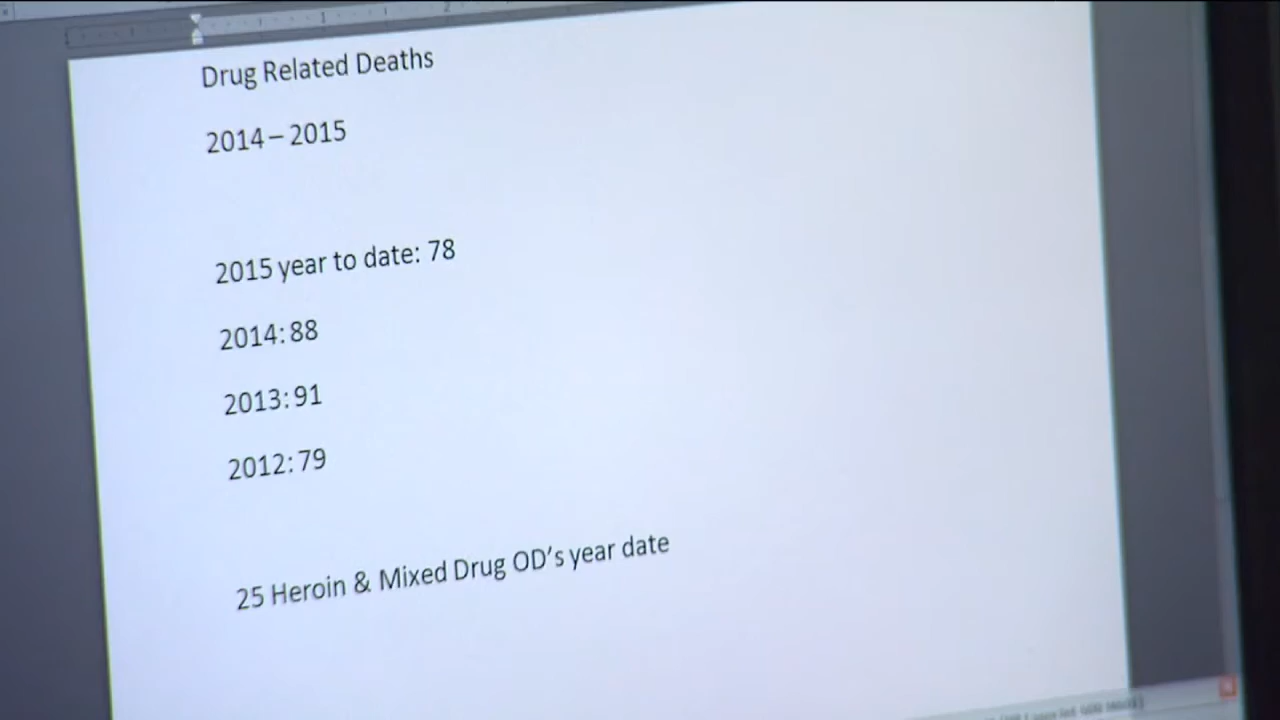 Drug Related Deaths
2014 – 2015
2015 year to date: 78
2014: 88
2013: 91
2012: 79
25 Heroin & Mixed Drug OD's year date